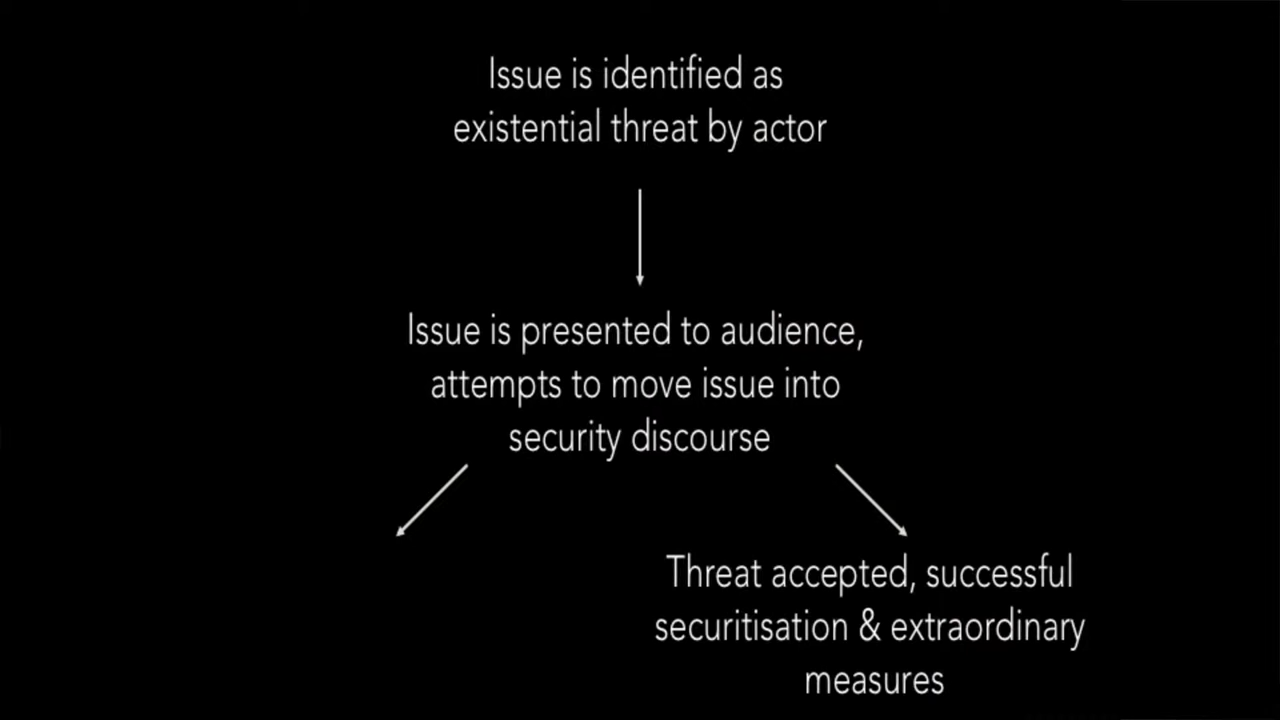 Issue is identified as
existential threat by actor
Issue is presented to audience,
attempts to move issue into
security discourse
Threat accepted, successful
securitisation & extraordinary
measures